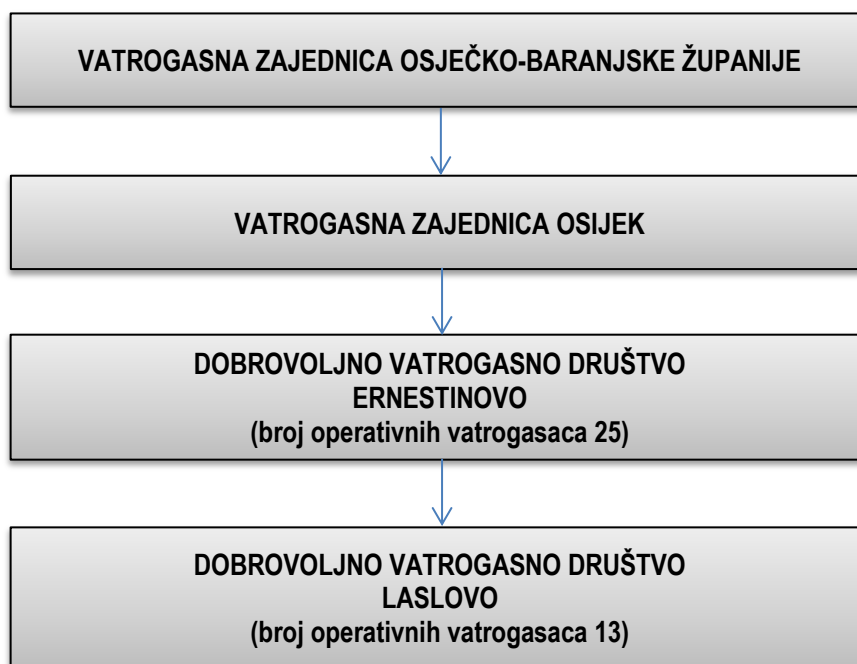 VATROGASNA ZAJEDNICA OSJEČKO-BARANJSKE ŽUPANIJE
VATROGASNA ZAJEDNICA OSIJEK
DOBROVOLJNO VATROGASNO DRUŠTVO
ERNESTINOVO
(broj operativnih vatrogasaca 25)
DOBROVOLJNO VATROGASNO DRUŠTVO
LASLOVO
(broj operativnih vatrogasaca 13)